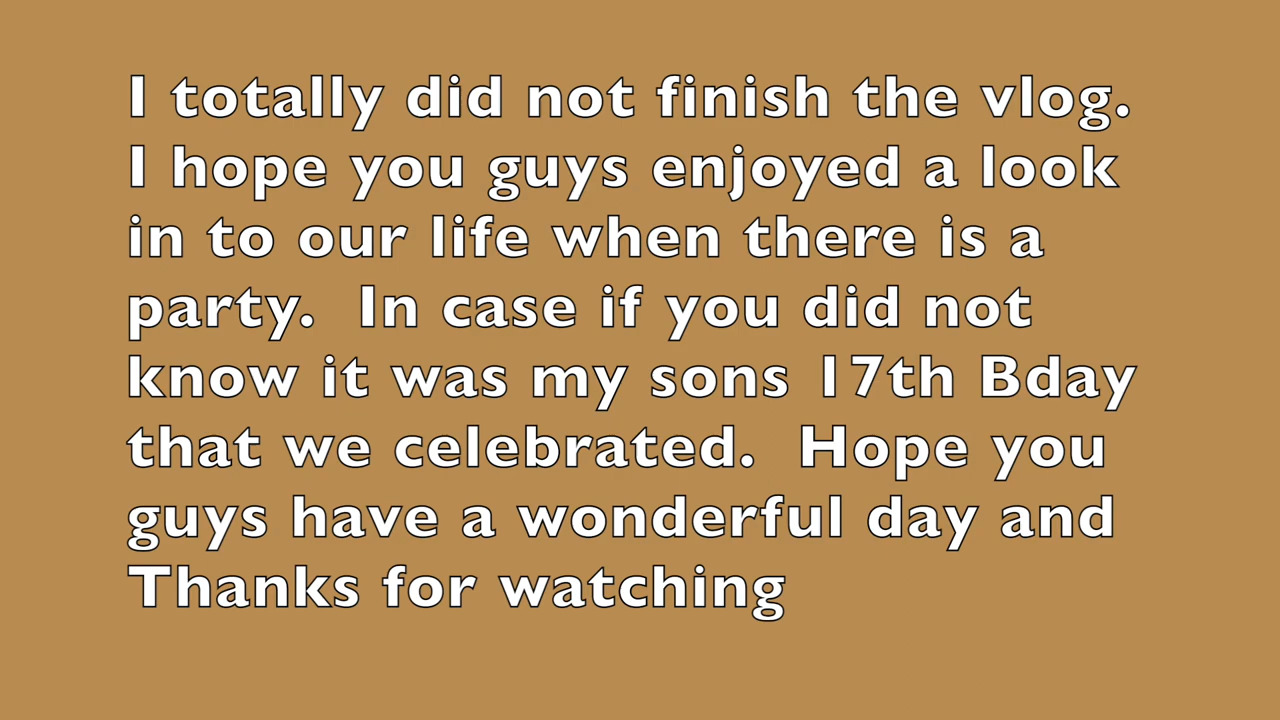 I totally did not finish the vlog.
I hope you guys enjoyed a look
in to our life when there is a
party.  In case if you did not
know it was my sons 17th Bday
that we celebrated.  Hope you
guys have a wonderful day and
Thanks for watching